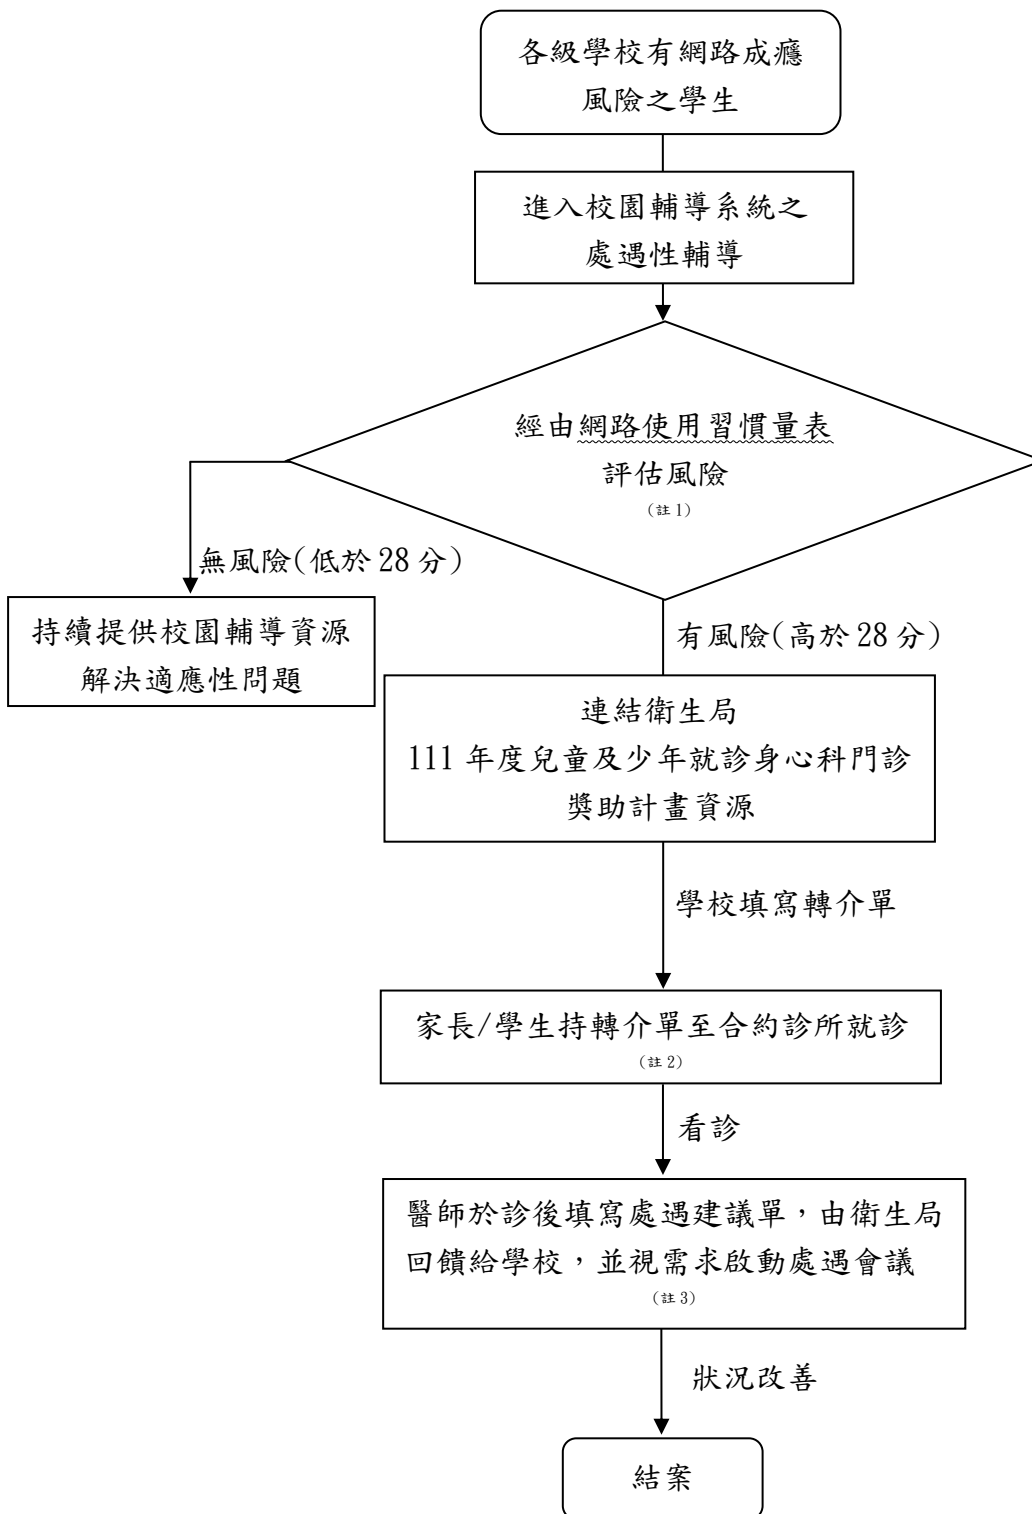 各級學校有網路成癮
風險之學生
進入校園輔導系統之
處遇性輔導
經由網路使用習慣量表
評估風險
(註 1)
無風險(低於 28 分)
持續提供校園輔導資源
解決適應性問題
有風險(高於 28 分)
連結衛生局
111 年度兒童及少年就診身心科門診
獎助計畫資源
學校填寫轉介單
家長/學生持轉介單至合約診所就診
(註 2)
看診
醫師於診後填寫處遇建議單，由衛生局
回饋給學校，並視需求啟動處遇會議
(註 3)
狀況改善
結案